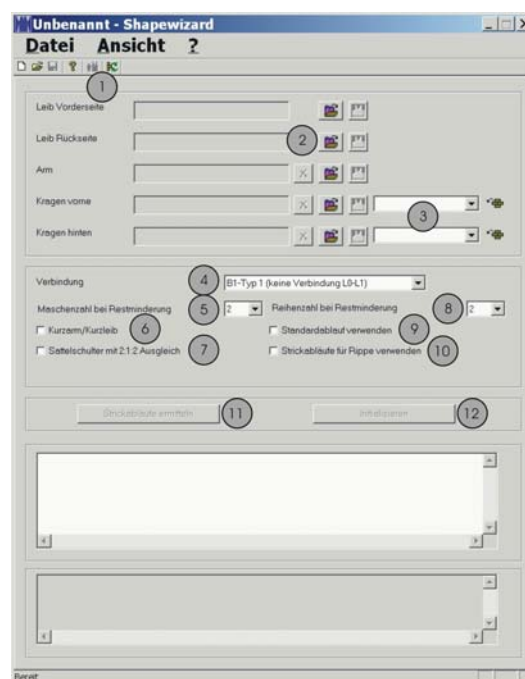 Unbenannt - Shapewizard
Datei Ansicht ?
1
Leib Vorderseite
Leib Rückseite 2
Arm
Kragen vorne 3
Kragen hinten
Verbindung 4 B1-Typ 1 (keine Verbindung L0-L1)
Maschenzahl bei Restminderung 5 2 Reihenzahl bei Restminderung 8 2
Kurzarm/Kurzleib 6 Standardablauf verwenden 9
Sattelschulter mit 2:1:2 Ausgleich 7 Strickabläufe für Rippe verwenden 10
Strickabläufe ermitteln 11 Initialisieren 12
Bereit